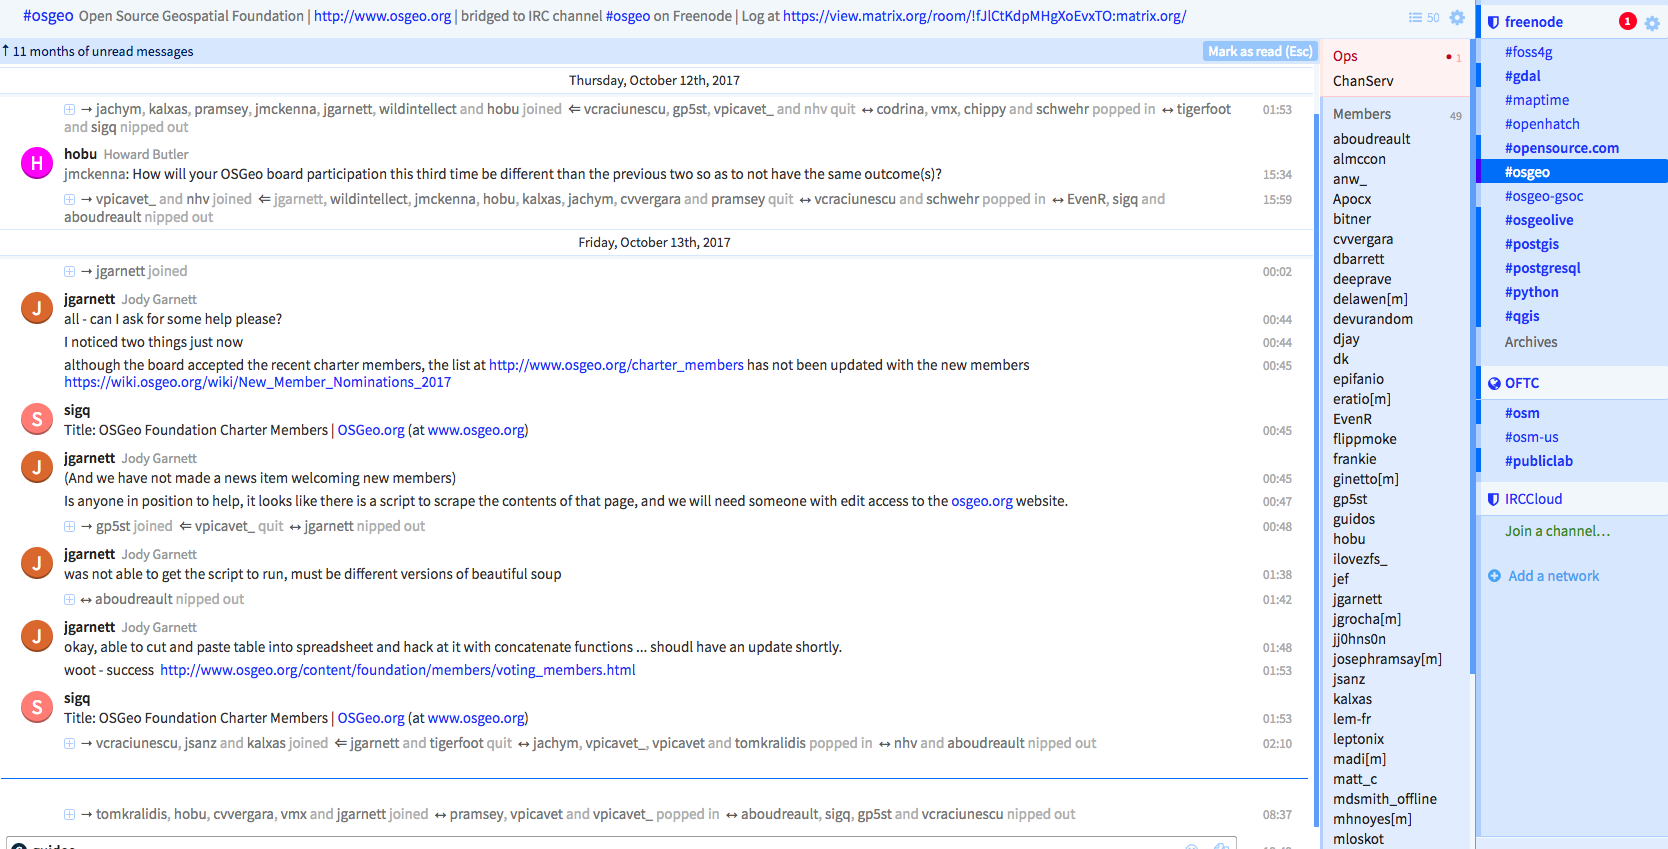 #osgeo Open Source Geospatial Foundation | http://www.osgeo.org | bridged to IRC channel #osgeo on Freenode | Log at https://view.matrix.org/room/!fJlCtKdpMHgXoEvxTO:matrix.org/
50
↑ 11 months of unread messages
Mark as read (Esc)
Thursday, October 12th, 2017
→ jachym, kalxas, pramsey, jmckenna, jgarnett, wildintellect and hobu joined ⇐ vcraciunescu, gp5st, vpicavet_ and nhv quit ↔ codrina, vmx, chippy and schwehr popped in ↔ tigerfoot 01:53
and sigq nipped out
H
hobu Howard Butler
jmckenna: How will your OSGeo board participation this third time be different than the previous two so as to not have the same outcome(s)? 15:34
→ vpicavet_ and nhv joined ⇐ jgarnett, wildintellect, jmckenna, hobu, kalxas, jachym, cvvergara and pramsey quit ↔ vcraciunescu and schwehr popped in ↔ EvenR, sigq and 15:59
aboudreault nipped out
Friday, October 13th, 2017
→ jgarnett joined 00:02
J
jgarnett Jody Garnett
all - can I ask for some help please? 00:44
I noticed two things just now 00:44
although the board accepted the recent charter members, the list at http://www.osgeo.org/charter_members has not been updated with the new members 00:45
https://wiki.osgeo.org/wiki/New_Member_Nominations_2017
S
sigq
Title: OSGeo Foundation Charter Members | OSGeo.org (at www.osgeo.org) 00:45
J
jgarnett Jody Garnett
(And we have not made a news item welcoming new members) 00:45
Is anyone in position to help, it looks like there is a script to scrape the contents of that page, and we will need someone with edit access to the osgeo.org website. 00:47
→ gp5st joined ⇐ vpicavet_ quit ↔ jgarnett nipped out 00:48
J
jgarnett Jody Garnett
was not able to get the script to run, must be different versions of beautiful soup 01:38
↔ aboudreault nipped out 01:42
J
jgarnett Jody Garnett
okay, able to cut and paste table into spreadsheet and hack at it with concatenate functions ... shoudl have an update shortly. 01:48
woot - success http://www.osgeo.org/content/foundation/members/voting_members.html 01:53
S
sigq
Title: OSGeo Foundation Charter Members | OSGeo.org (at www.osgeo.org) 01:53
→ vcraciunescu, jsanz and kalxas joined ⇐ jgarnett and tigerfoot quit ↔ jachym, vpicavet_, vpicavet and tomkralidis popped in ↔ nhv and aboudreault nipped out 02:10
→ tomkralidis, hobu, cvvergara, vmx and jgarnett joined ↔ pramsey, vpicavet and vpicavet_ popped in ↔ aboudreault, sigq, gp5st and vcraciunescu nipped out 08:37
Ops • 1
ChanServ
Members 49
aboudreault
almccon
anw_
Apocx
bitner
cvvergara
dbarrett
deeprave
delawen[m]
devurandom
djay
dk
epifanio
eratio[m]
EvenR
flippmoke
frankie
ginetto[m]
gp5st
guidos
hobu
ilovezfs_
jef
jgarnett
jgrocha[m]
jj0hns0n
josephramsay[m]
jsanz
kalxas
lem-fr
leptonix
madi[m]
matt_c
mdsmith_offline
mhnoyes[m]
mloskot
freenode 1
#foss4g
#gdal
#maptime
#openhatch
#opensource.com
#osgeo
#osgeo-gsoc
#osgeolive
#postgis
#postgresql
#python
#qgis
Archives
OFTC
#osm
#osm-us
#publiclab
IRCCloud
Join a channel…
Add a network